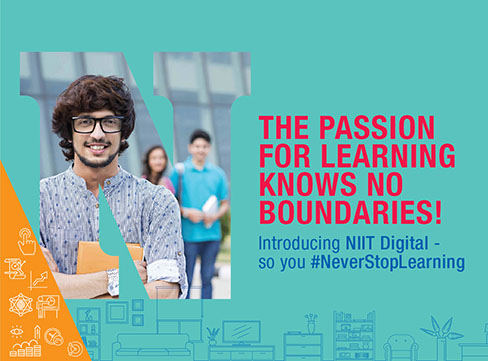 THE PASSION
FOR LEARNING
KNOWS NO
BOUNDARIES!
Introducing NIIT Digital -
so you #NeverStopLearning